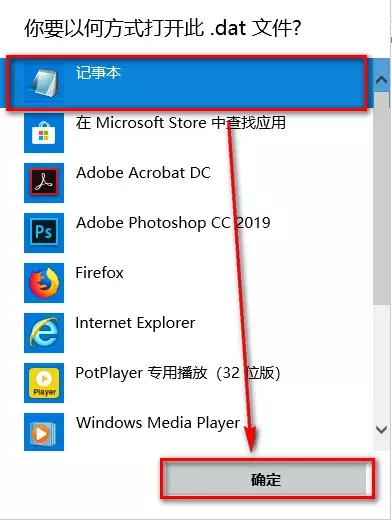 你要以何方式打开此 .dat 文件?
记事本
在 Microsoft Store 中查找应用
Adobe Acrobat DC
Ps
Adobe Photoshop CC 2019
Firefox
Internet Explorer
Player
PotPlayer 专用播放（32 位版）
Windows Media Player
确定